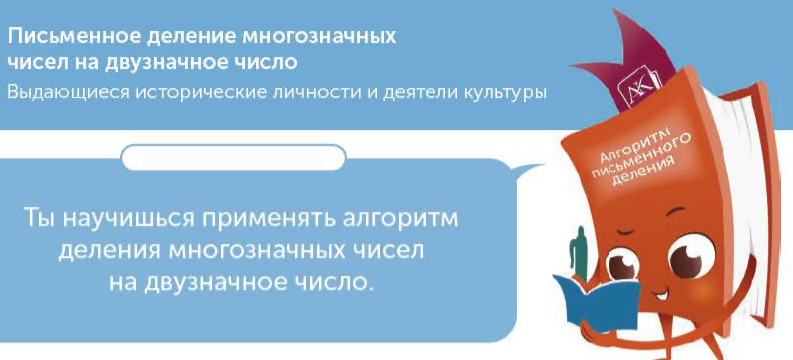 Письменное деление многозначных
чисел на двузначное число
Выдающиеся исторические личности и деятели культуры
АК
Алгоритм
письменного
деления
Ты научишься применять алгоритм
деления многозначных чисел
на двузначное число.